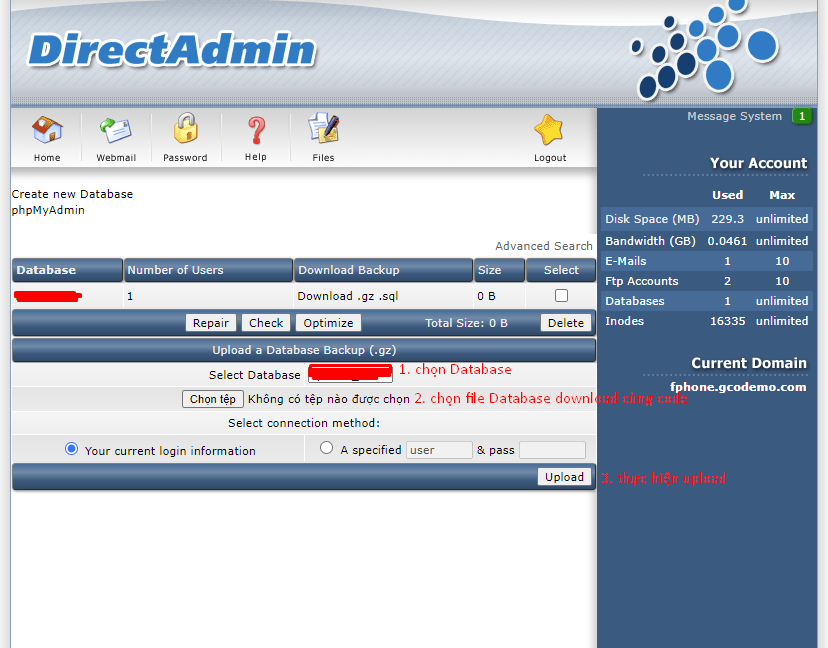 DirectAdmin
Message System 1
Home Webmail Password Help Files Logout
Your Account
Used Max
Disk Space (MB) 229.3 unlimited
Bandwidth (GB) 0.0461 unlimited
E-Mails 1 10
Ftp Accounts 2 10
Databases 1 unlimited
Inodes 16335 unlimited
Current Domain
fphone.gcodemo.com
Create new Database
phpMyAdmin
Advanced Search
Database Number of Users Download Backup Size Select
1 Download .gz .sql 0 B
Repair Check Optimize Total Size: 0 B Delete
Upload a Database Backup (.gz)
Select Database 1. chọn Database
Chọn tệp Không có tệp nào được chọn 2. chọn file Database download cùng code
Select connection method:
Your current login information A specified user & pass
Upload 3. thực hiện upload